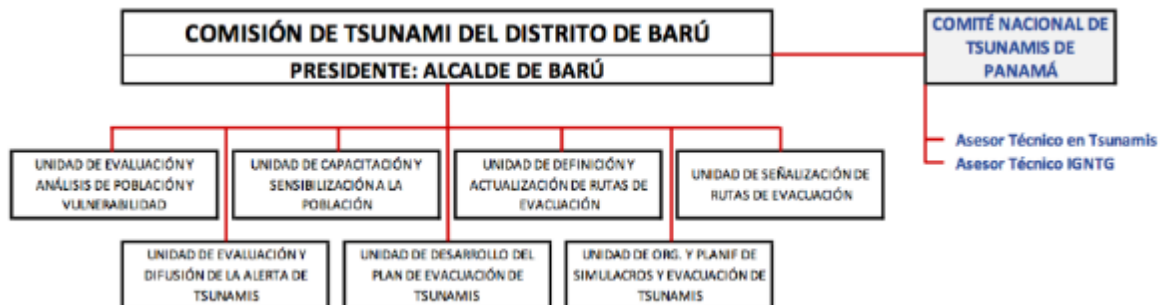 COMISIÓN DE TSUNAMI DEL DISTRITO DE BARÚ
PRESIDENTE: ALCALDE DE BARÚ
COMITÉ NACIONAL DE
TSUNAMIS DE
PANAMÁ
Asesor Técnico en Tsunamis
Asesor Técnico IGNTG
UNIDAD DE EVALUACIÓN Y
ANÁLISIS DE POBLACIÓN Y
VULNERABILIDAD
UNIDAD DE CAPACITACIÓN Y
SENSIBILIZACIÓN A LA
POBLACIÓN
UNIDAD DE DEFINICIÓN Y
ACTUALIZACIÓN DE RUTAS DE
EVACUACIÓN
UNIDAD DE SEÑALIZACIÓN DE
RUTAS DE EVACUACIÓN
UNIDAD DE EVALUACIÓN Y
DIFUSIÓN DE LA ALERTA DE
TSUNAMIS
UNIDAD DE DESARROLLO DEL
PLAN DE EVACUACIÓN DE
TSUNAMIS
UNIDAD DE ORG. Y PLANIF DE
SIMULACROS Y EVACUACIÓN DE
TSUNAMIS